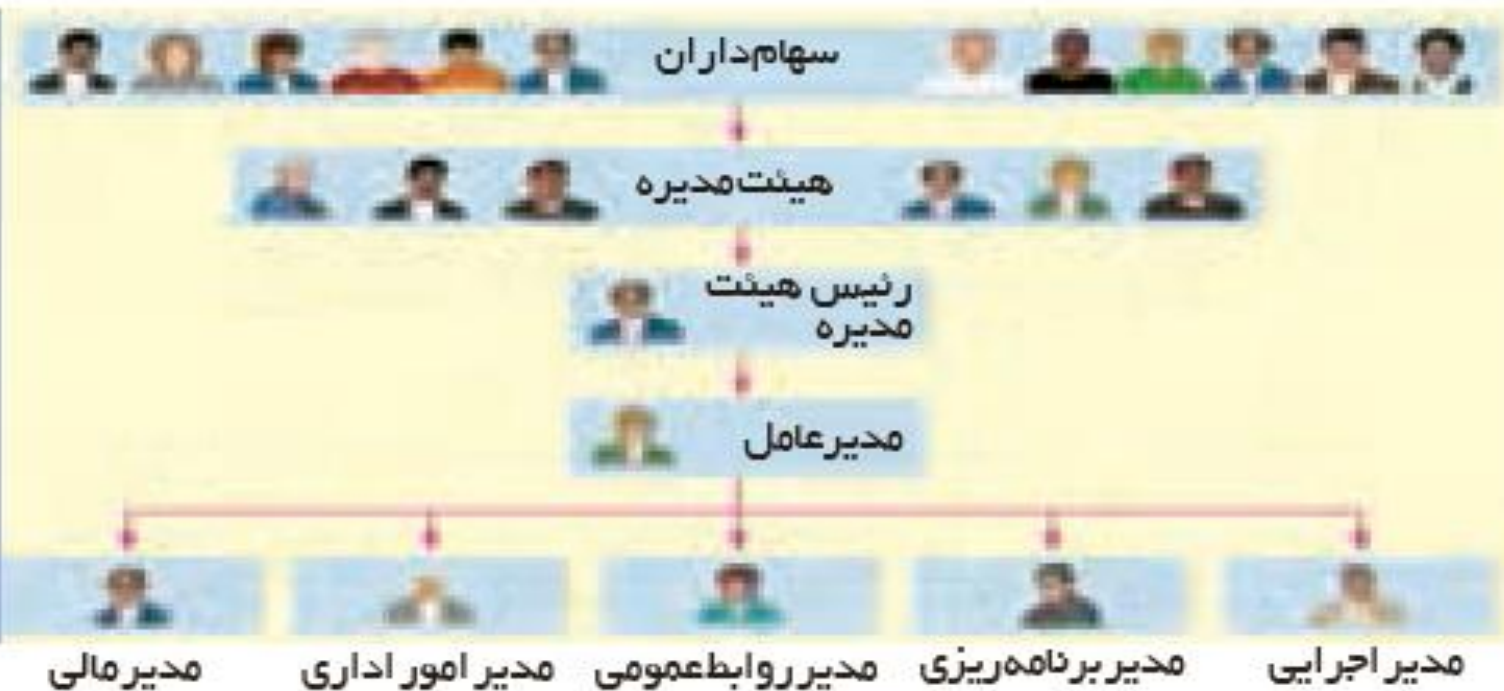 سهام‌داران
هیئت‌مدیره
رئیس هیئت
مدیره
مدیرعامل
مدیر اجرایی
مدیر برنامه‌ریزی
مدیر روابط‌عمومی
مدیر امور اداری
مدیر مالی